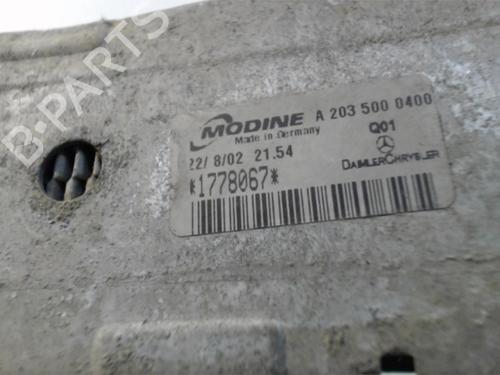 B-PARTS
MODINE A 203 500 0400
Made in Germany Q01
22/ 8/02 21.54 DAIMLERCHRYSLER
*1778067*